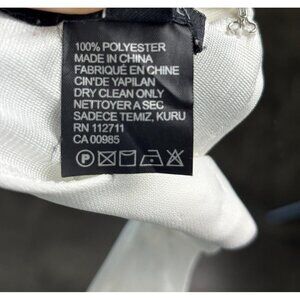 100% POLYESTER
MADE IN CHINA
FABRIQUÉ EN CHINE
CIN'DE YAPILAN
DRY CLEAN ONLY
NETTOYER A SEC
SADECE TEMIZ, KURU
RN 112711
CA 00985
P